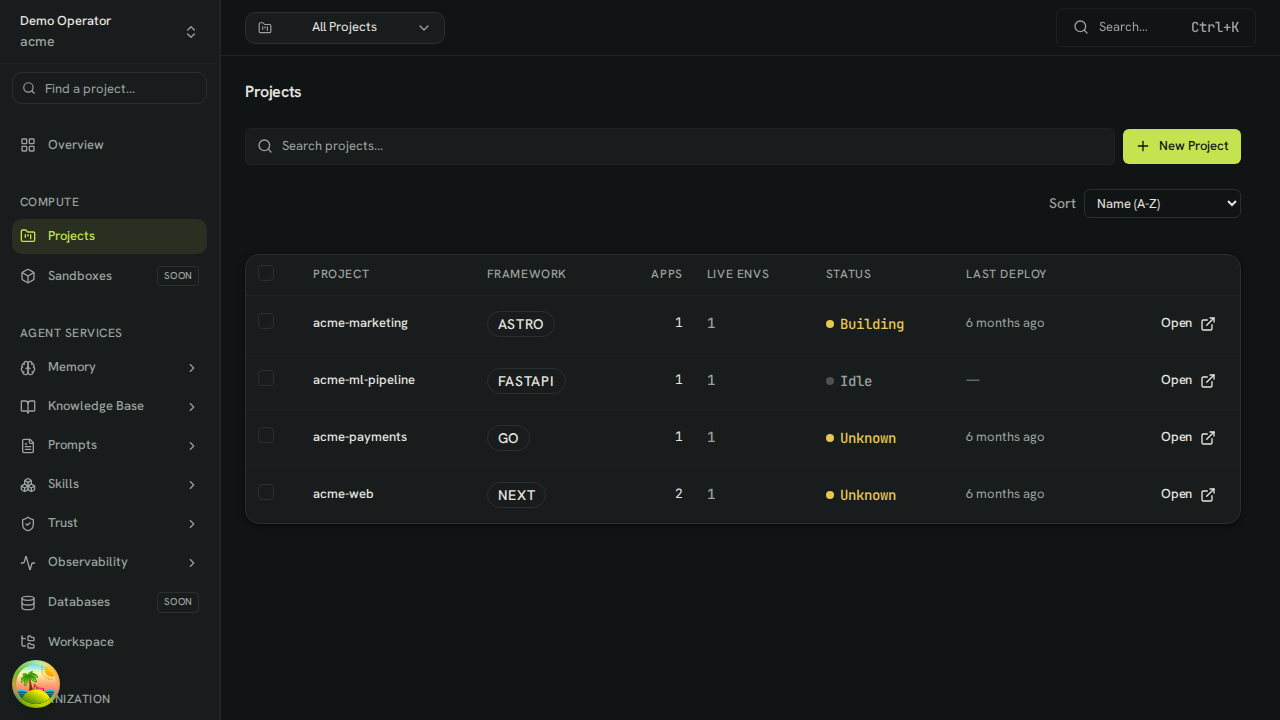 Demo Operator
acme
Find a project...
Overview
COMPUTE
Projects
Sandboxes SOON
AGENT SERVICES
Memory
Knowledge Base
Prompts
Skills
Trust
Observability
Databases SOON
Workspace
NIZATION
All Projects
Search... Ctrl+K
Projects
Search projects...
New Project
Sort Name (A-Z)
PROJECT FRAMEWORK APPS LIVE ENVS STATUS LAST DEPLOY
acme-marketing ASTRO 1 1 Building 6 months ago Open
acme-ml-pipeline FASTAPI 1 1 Idle — Open
acme-payments GO 1 1 Unknown 6 months ago Open
acme-web NEXT 2 1 Unknown 6 months ago Open